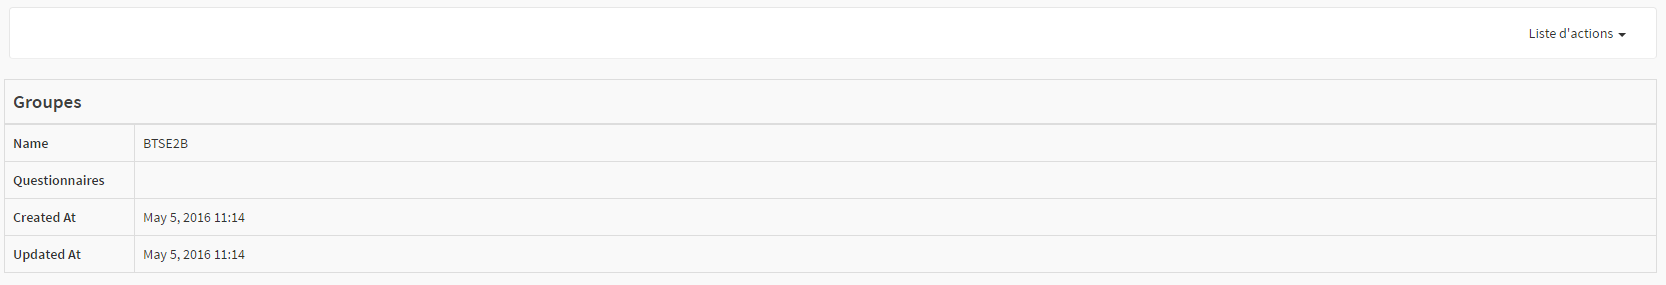 Liste d'actions
Groupes
Name BTSE2B
Questionnaires
Created At May 5, 2016 11:14
Updated At May 5, 2016 11:14